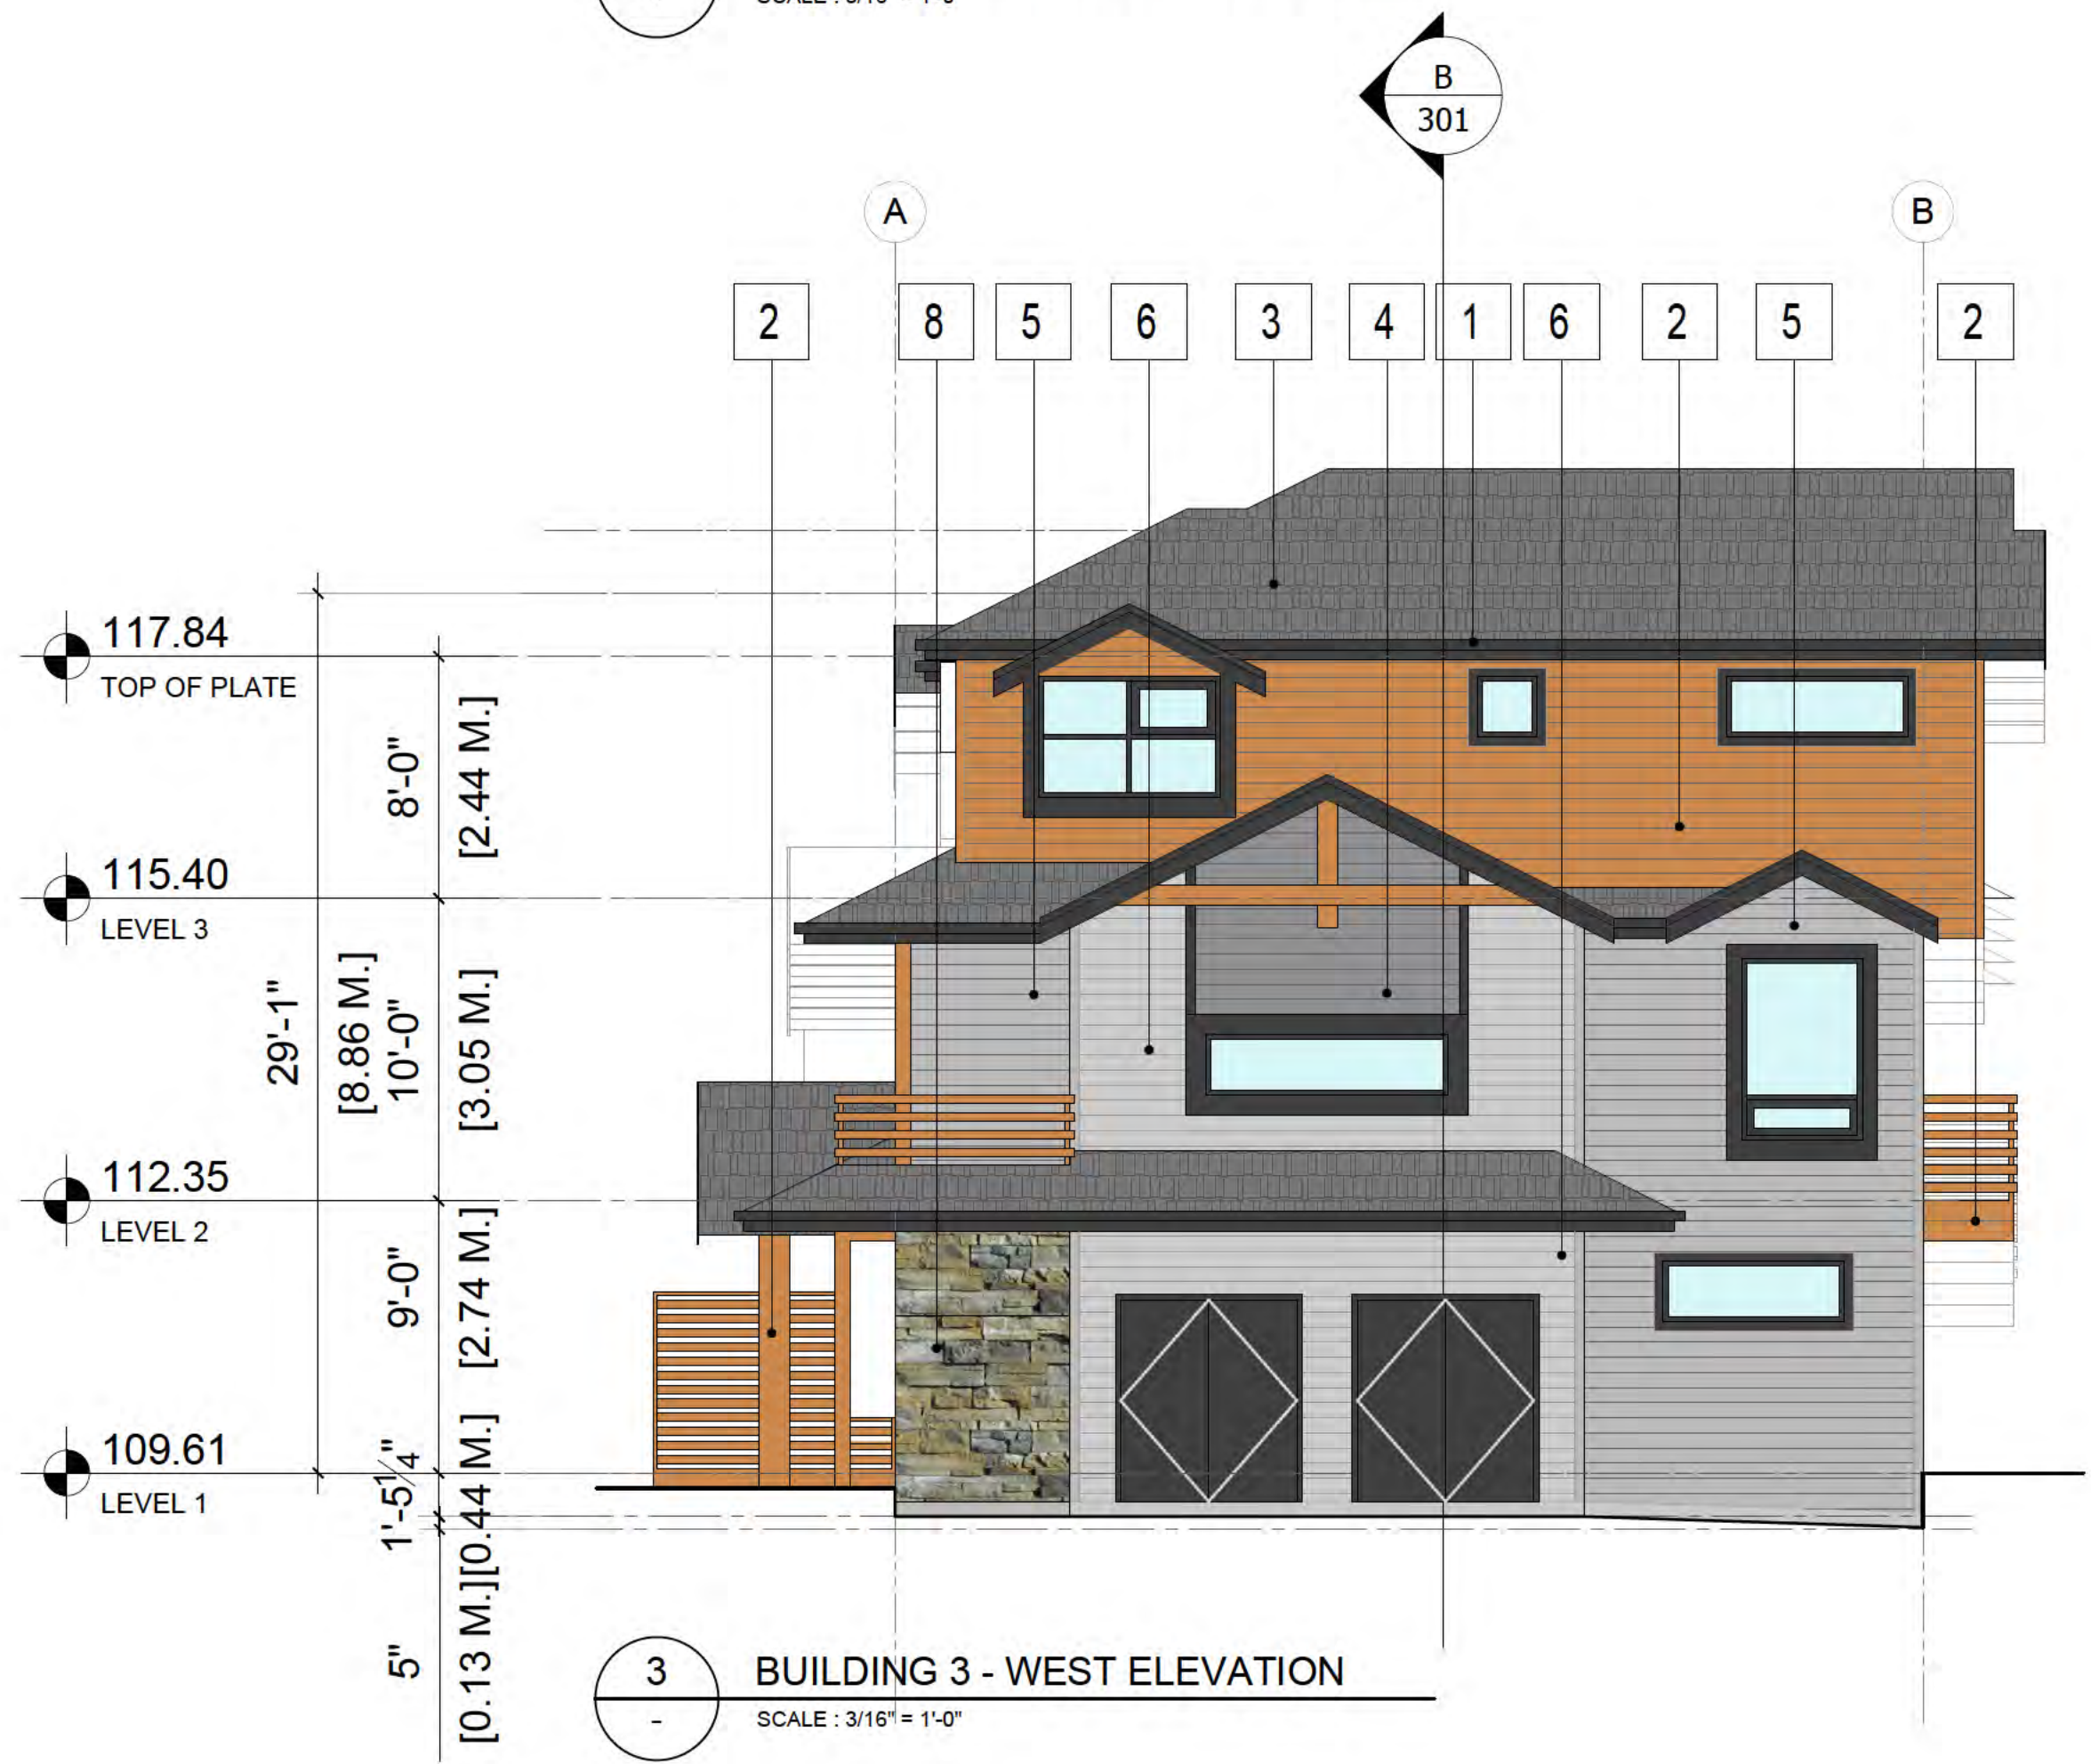 B
301
A
B
2
8
5
6
3
4
1
6
2
5
2
117.84
TOP OF PLATE
8'-0"
[2.44 M.]
115.40
LEVEL 3
29'-1"
[8.86 M.]
10'-0"
[3.05 M.]
112.35
LEVEL 2
9'-0"
[2.74 M.]
109.61
LEVEL 1
1'-5 1/4"
[0.44 M.]
5"
[0.13 M.]
3
-
BUILDING 3 - WEST ELEVATION
SCALE : 3/16" = 1'-0"